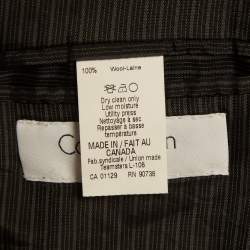 100% Wool-Laine
Dry clean only
Low moisture
Utility press
Nettoyage à sec
Repasser à basse
température
MADE IN / FAIT AU
CANADA
Fab syndicale / Union made
Teamsters L-106
CA 01129 RN 90738